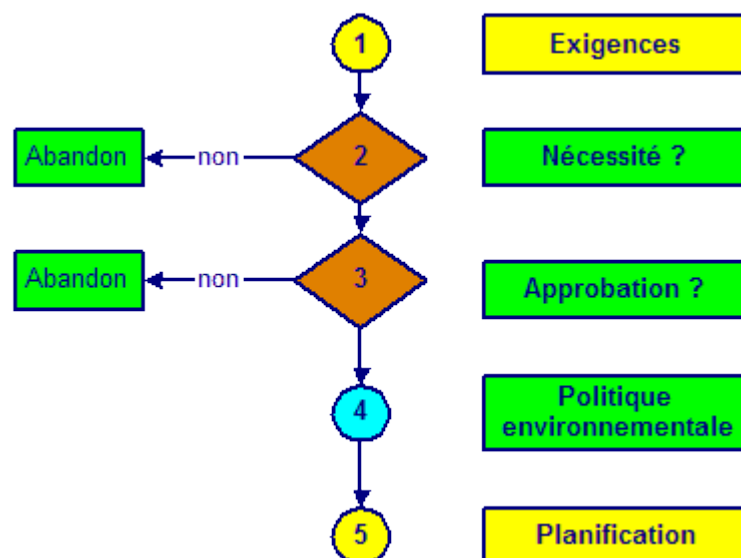 1
Exigences
Abandon
non
2
Nécessité ?
Abandon
non
3
Approbation ?
4
Politique
environnementale
5
Planification